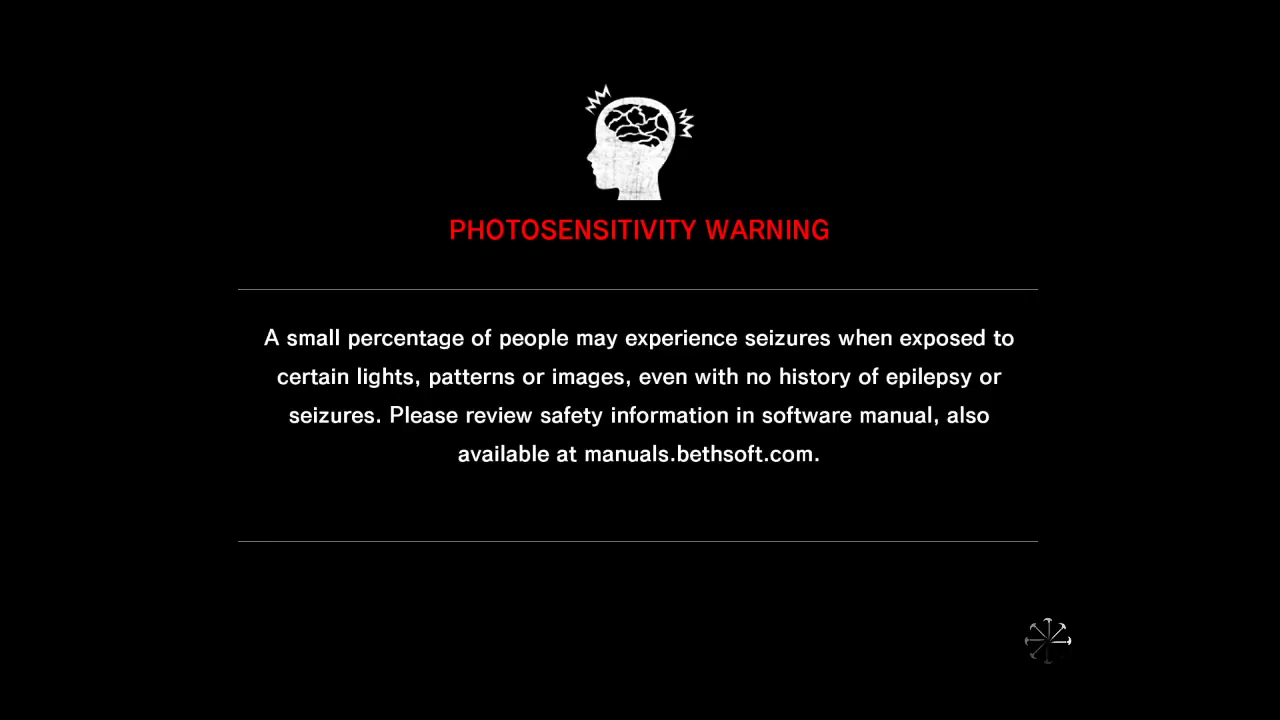 PHOTOSENSITIVITY WARNING
A small percentage of people may experience seizures when exposed to
certain lights, patterns or images, even with no history of epilepsy or
seizures. Please review safety information in software manual, also
available at manuals.bethsoft.com.